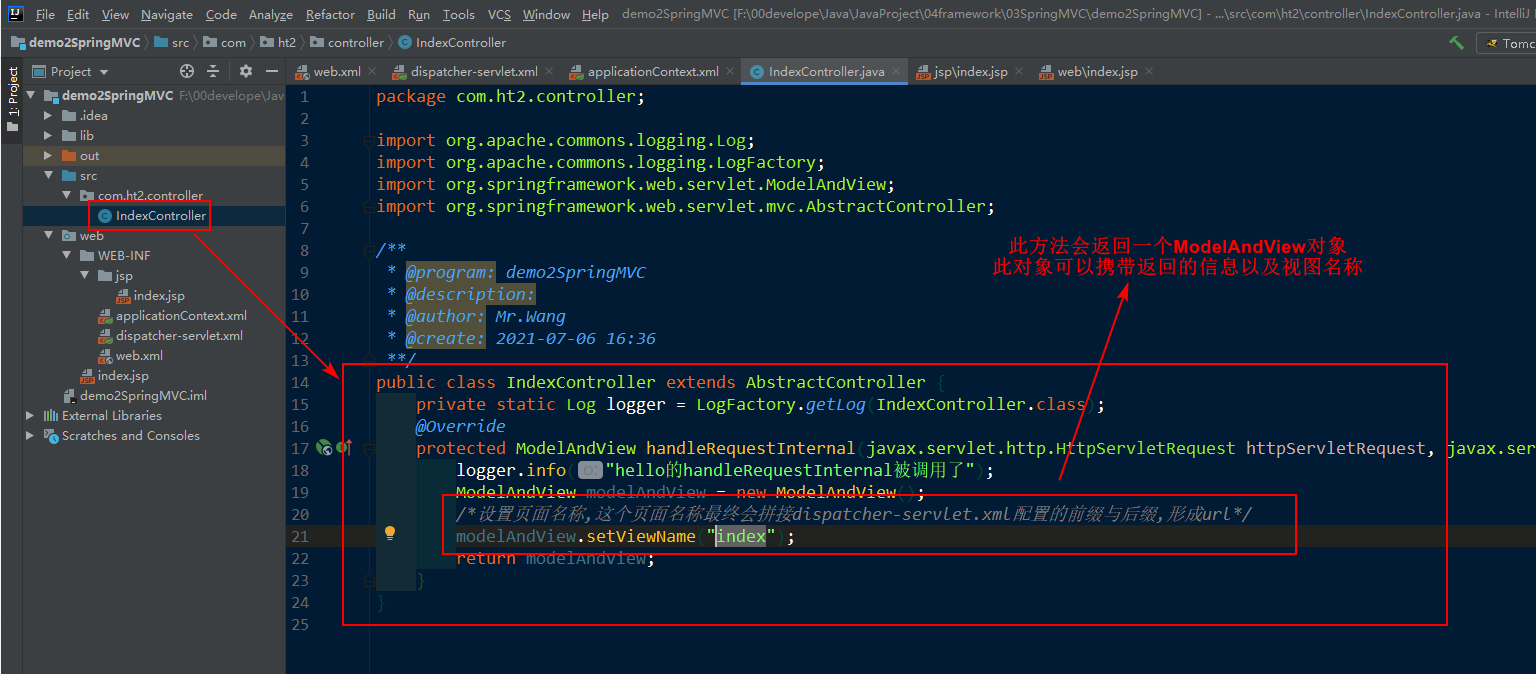 File Edit View Navigate Code Analyze Refactor Build Run Tools VCS Window Help demo2SpringMVC [F:\00develope\Java\JavaProject\04framework\03SpringMVC\demo2SpringMVC] - ...\src\com\ht2\controller\IndexController.java - IntelliJ
demo2SpringMVC src com ht2 controller IndexController Tomc
1: Project
Project
web.xml dispatcher-servlet.xml applicationContext.xml IndexController.java jsp\index.jsp web\index.jsp
demo2SpringMVC F:\00develope\Jav
.idea
lib
out
src
com.ht2.controller
IndexController
web
WEB-INF
jsp
index.jsp
applicationContext.xml
dispatcher-servlet.xml
web.xml
index.jsp
demo2SpringMVC.iml
External Libraries
Scratches and Consoles
1 package com.ht2.controller;
2
3 import org.apache.commons.logging.Log;
4 import org.apache.commons.logging.LogFactory;
5 import org.springframework.web.servlet.ModelAndView;
6 import org.springframework.web.servlet.mvc.AbstractController;
7
8 /**
9 * @program: demo2SpringMVC
10 * @description:
11 * @author: Mr.Wang
12 * @create: 2021-07-06 16:36
13 **/
14 public class IndexController extends AbstractController {
15 private static Log logger = LogFactory.getLog(IndexController.class);
16 @Override
17 protected ModelAndView handleRequestInternal(javax.servlet.http.HttpServletRequest httpServletRequest, javax.ser
18 logger.info( o: "hello的handleRequestInternal被调用了");
19 ModelAndView modelAndView = new ModelAndView();
20 /*设置页面名称,这个页面名称最终会拼接dispatcher-servlet.xml配置的前缀与后缀,形成url*/
21 modelAndView.setViewName("index");
22 return modelAndView;
23 }
24 }
25
此方法会返回一个ModelAndView对象
此对象可以携带返回的信息以及视图名称